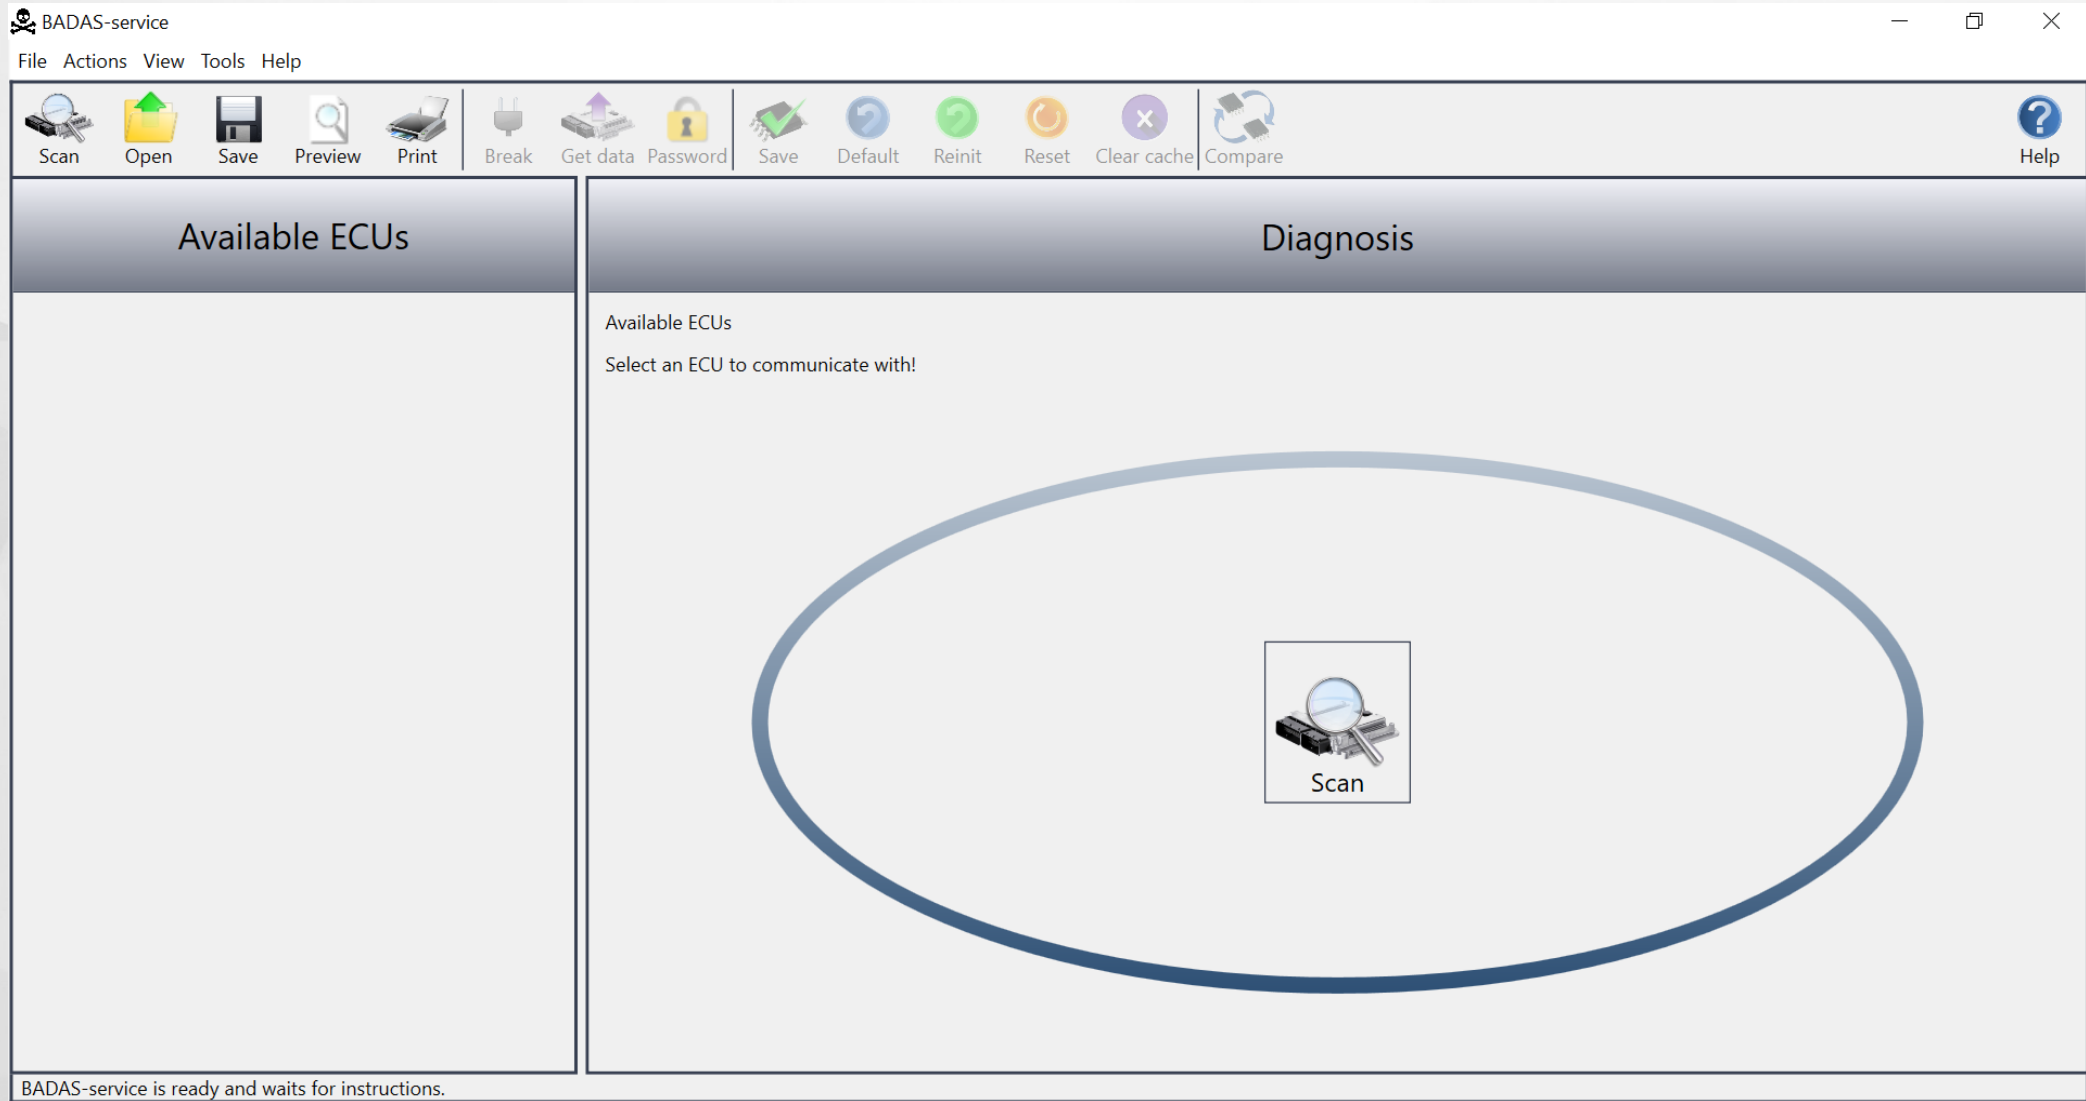 BADAS-service
File Actions View Tools Help
Scan Open Save Preview Print Break Get data Password Save Default Reinit Reset Clear cache Compare Help
Available ECUs
Diagnosis
Available ECUs
Select an ECU to communicate with!
Scan
BADAS-service is ready and waits for instructions.